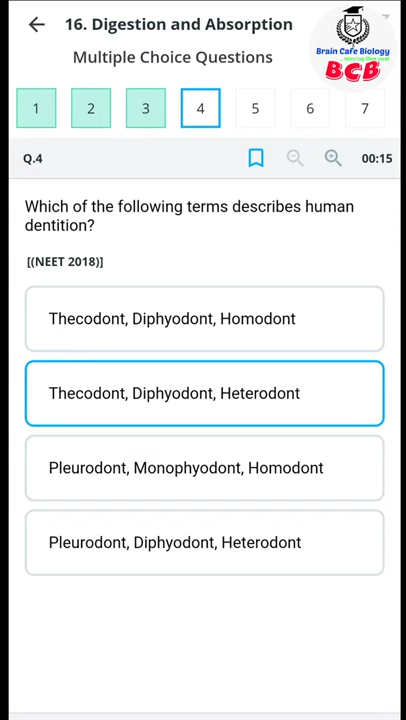 16. Digestion and Absorption
Brain Cafe Biology
BCB
Multiple Choice Questions
1 2 3 4 5 6 7
Q.4 00:15
Which of the following terms describes human
dentition?
[(NEET 2018)]
Thecodont, Diphyodont, Homodont
Thecodont, Diphyodont, Heterodont
Pleurodont, Monophyodont, Homodont
Pleurodont, Diphyodont, Heterodont